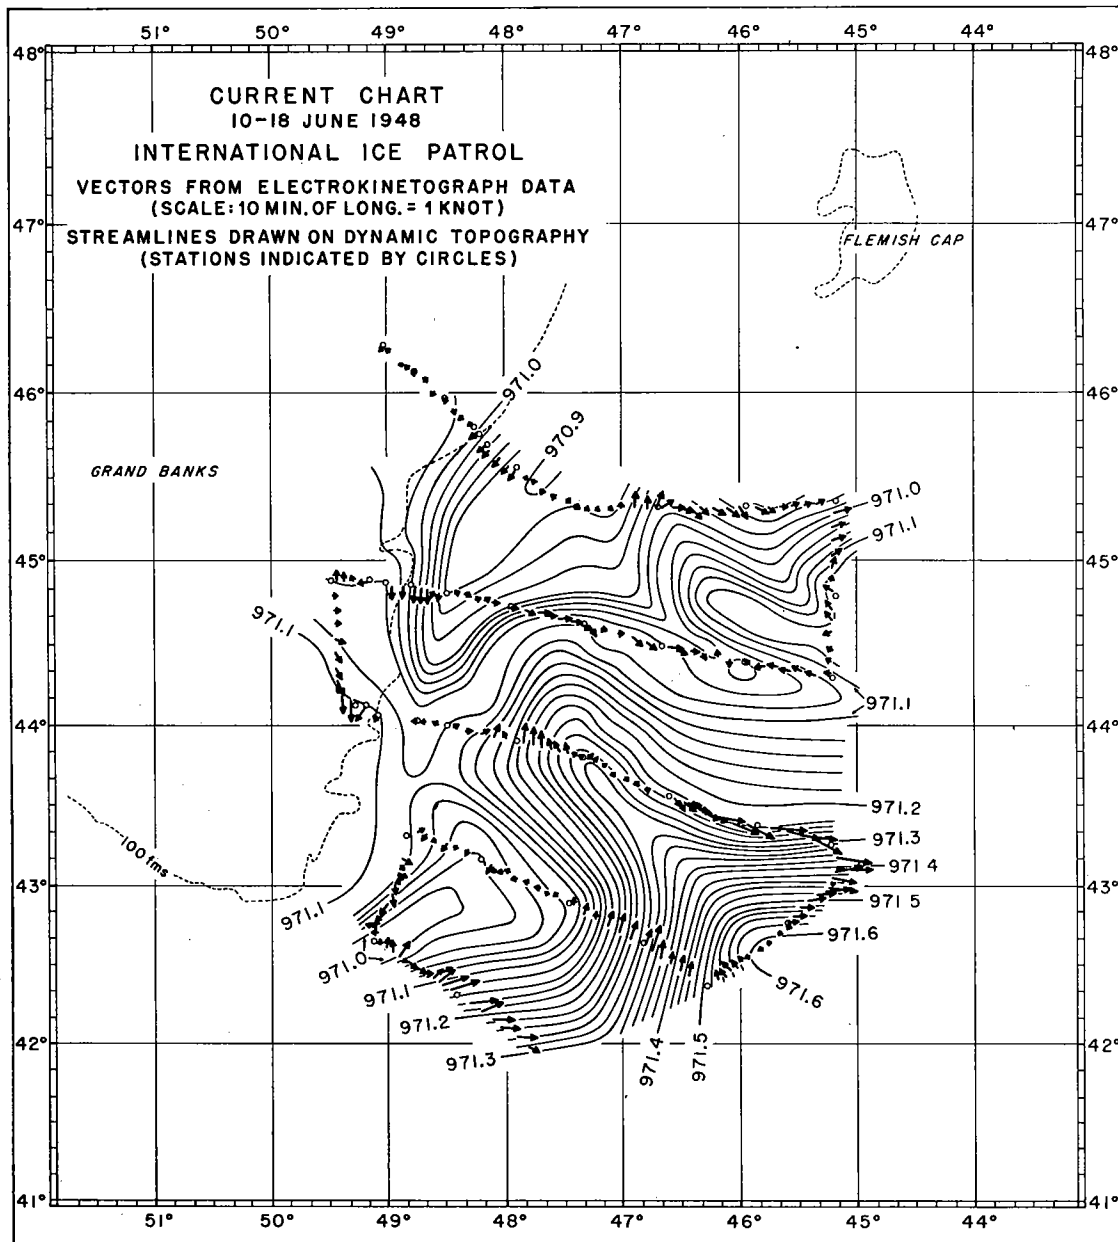 51° 50° 49° 48° 47° 46° 45° 44°
48° 48°
CURRENT CHART
10-18 JUNE 1948
INTERNATIONAL ICE PATROL
VECTORS FROM ELECTROKINETOGRAPH DATA
(SCALE: 10 MIN. OF LONG. = 1 KNOT)
47° 47°
STREAMLINES DRAWN ON DYNAMIC TOPOGRAPHY
(STATIONS INDICATED BY CIRCLES)
FLEMISH CAP
971.0
46° 46°
970.9
GRAND BANKS
971.0
971.1
45° 45°
971.1
971.1
44° 44°
971.2
971.3
100 fms
971 4
43° 43°
971.1
971.5
971.6
971.0
971.6
971.1
971.2
42° 42°
971.3
971.4
971.5
41° 41°
51° 50° 49° 48° 47° 46° 45° 44°